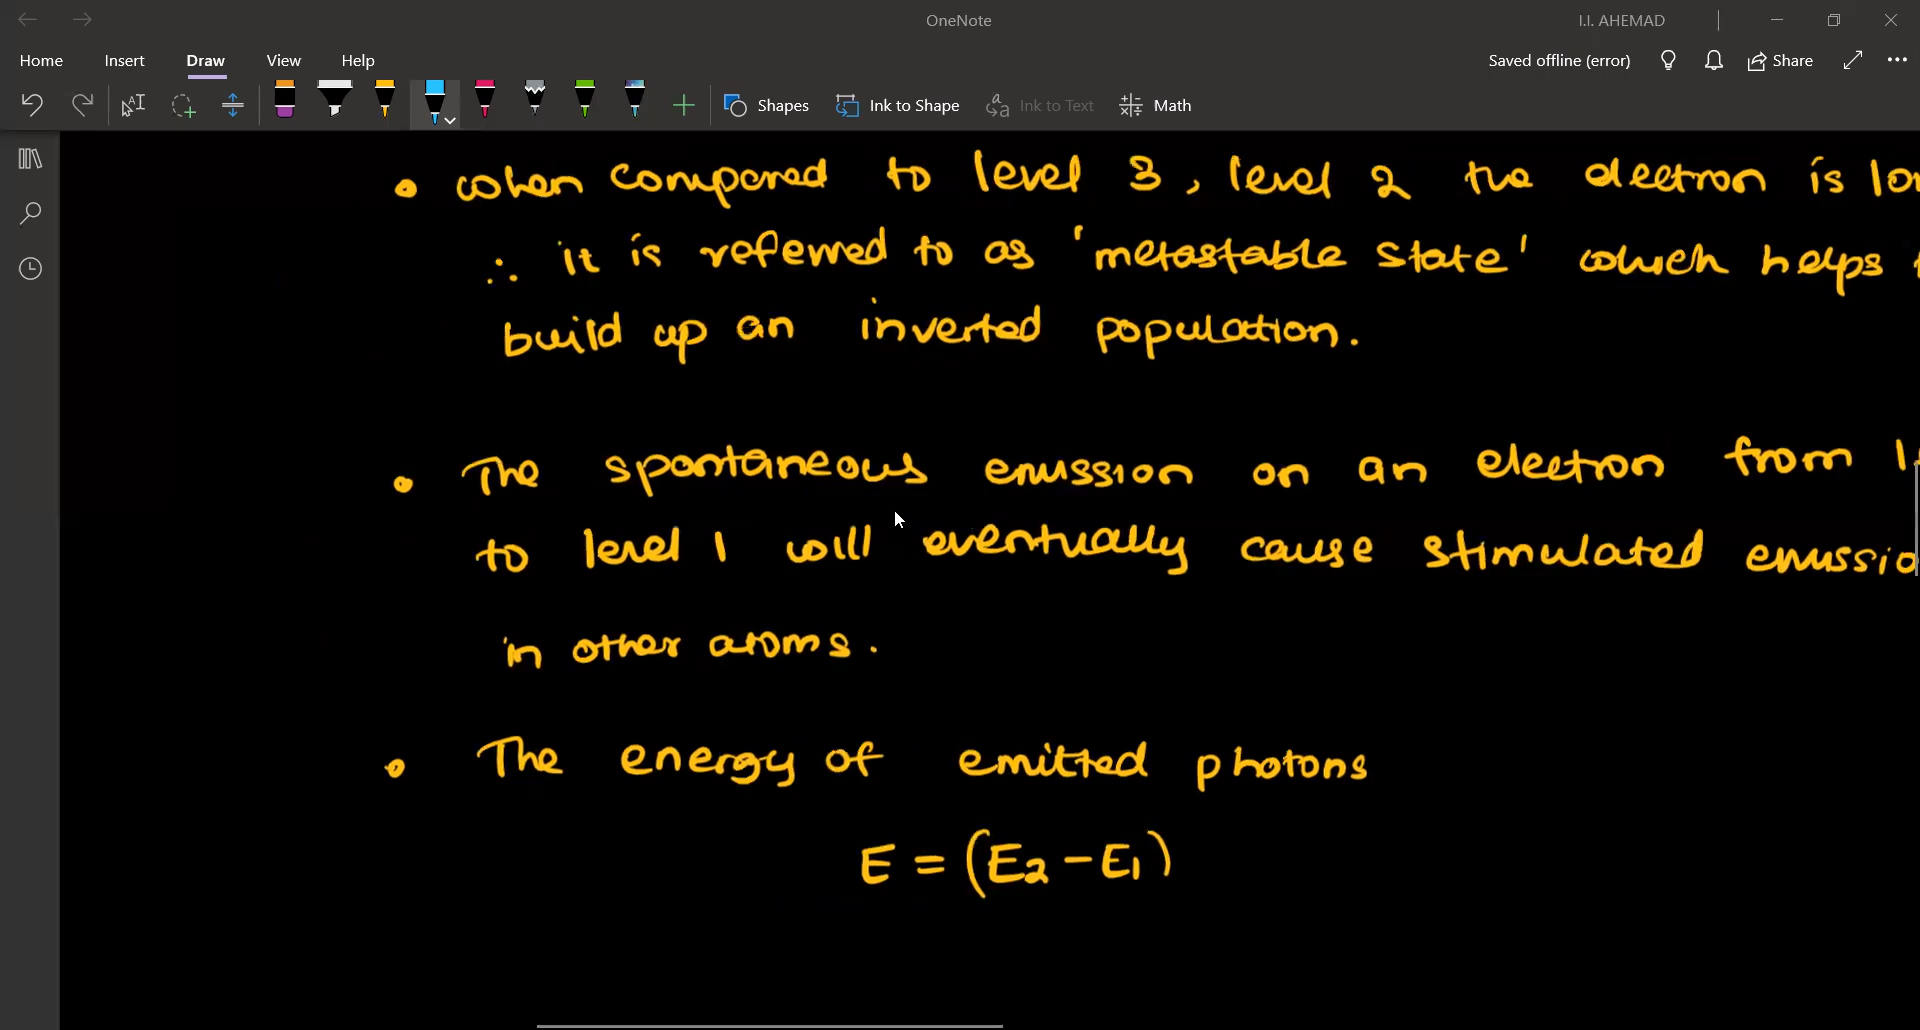 OneNote
I.I. AHEMAD
Home Insert Draw View Help
Saved offline (error)
Share
Shapes
Ink to Shape
Ink to Text
Math
• when compared to level 3, level 2 the electron is
∴ it is referred to as 'metastable state' which helps
build up an inverted population.
• The spontaneous emission on an electron from
to level 1 will eventually cause stimulated emissio
in other atoms.
• The energy of emitted photons
E = (E₂ - E₁)